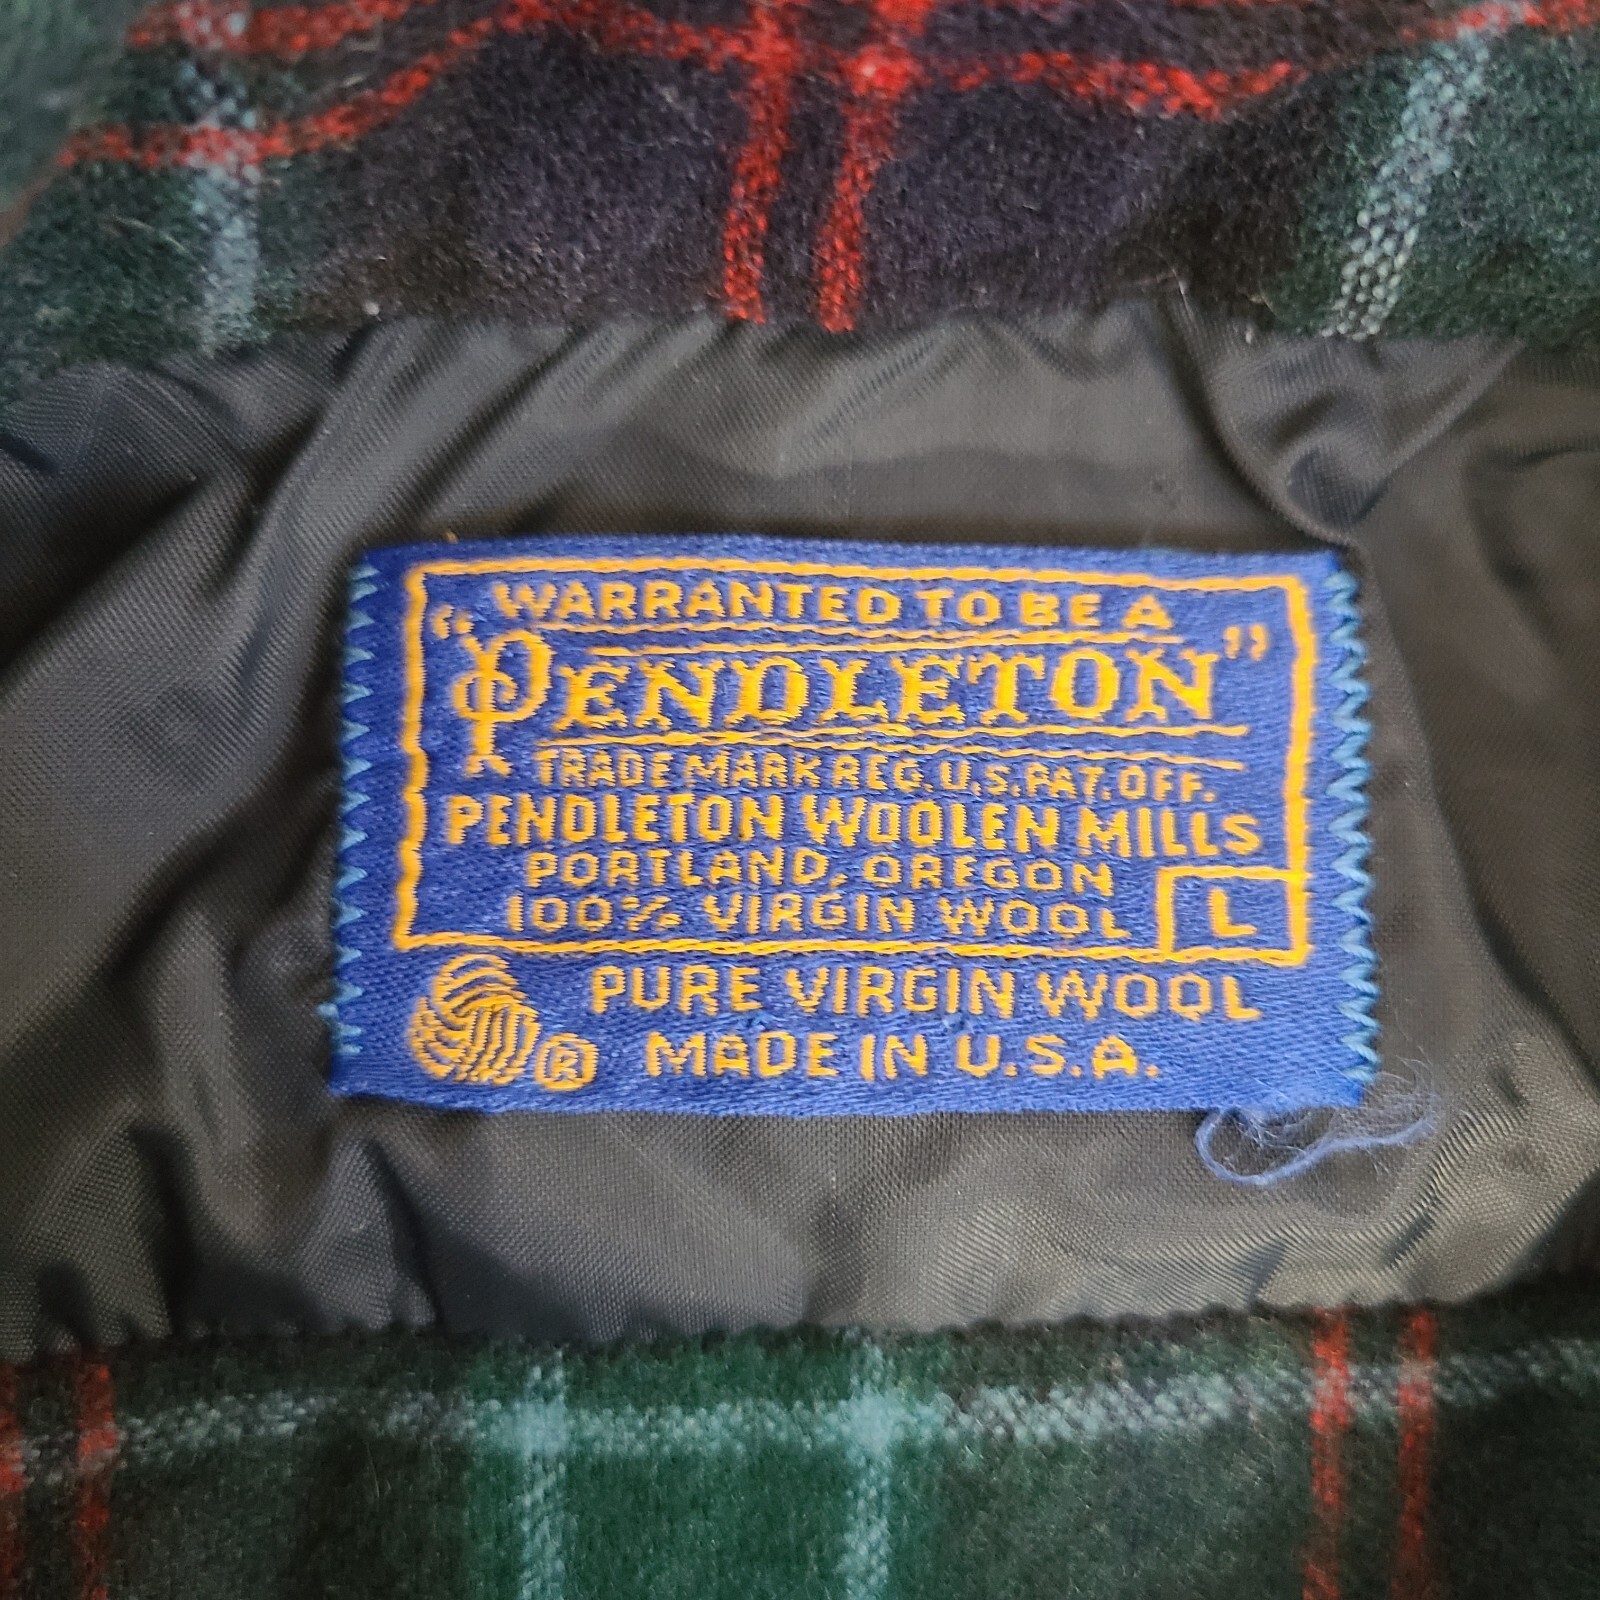 WARRANTED TO BE A
"PENDLETON"
TRADE MARK REG. U.S. PAT. OFF.
PENDLETON WOOLEN MILLS
PORTLAND, OREGON
100% VIRGIN WOOL L
PURE VIRGIN WOOL
® MADE IN U.S.A.